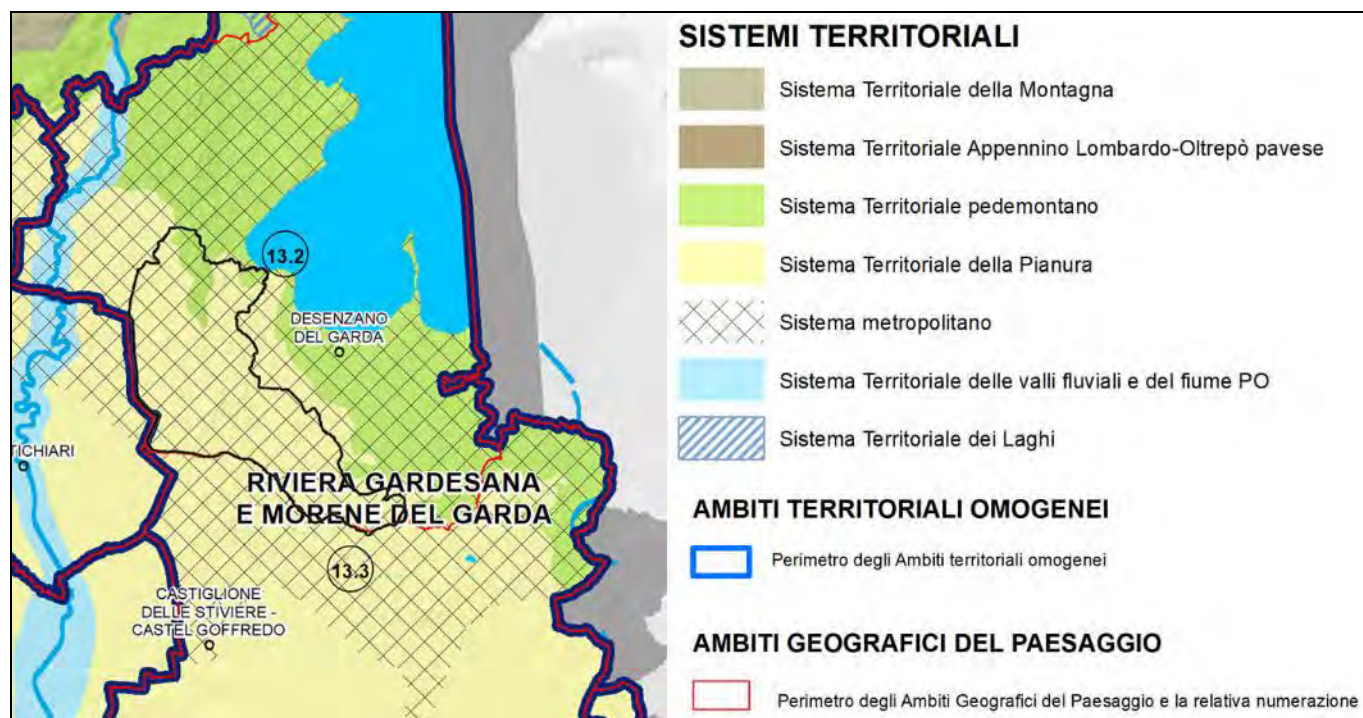 13.2
DESENZANO
DEL GARDA
TICHIARI
RIVIERA GARDESANA
E MORENE DEL GARDA
13.3
CASTIGLIONE
DELLE STIVIERE -
CASTEL GOFFREDO
SISTEMI TERRITORIALI
Sistema Territoriale della Montagna
Sistema Territoriale Appennino Lombardo-Oltrepò pavese
Sistema Territoriale pedemontano
Sistema Territoriale della Pianura
Sistema metropolitano
Sistema Territoriale delle valli fluviali e del fiume PO
Sistema Territoriale dei Laghi
AMBITI TERRITORIALI OMOGENEI
Perimetro degli Ambiti territoriali omogenei
AMBITI GEOGRAFICI DEL PAESAGGIO
Perimetro degli Ambiti Geografici del Paesaggio e la relativa numerazione